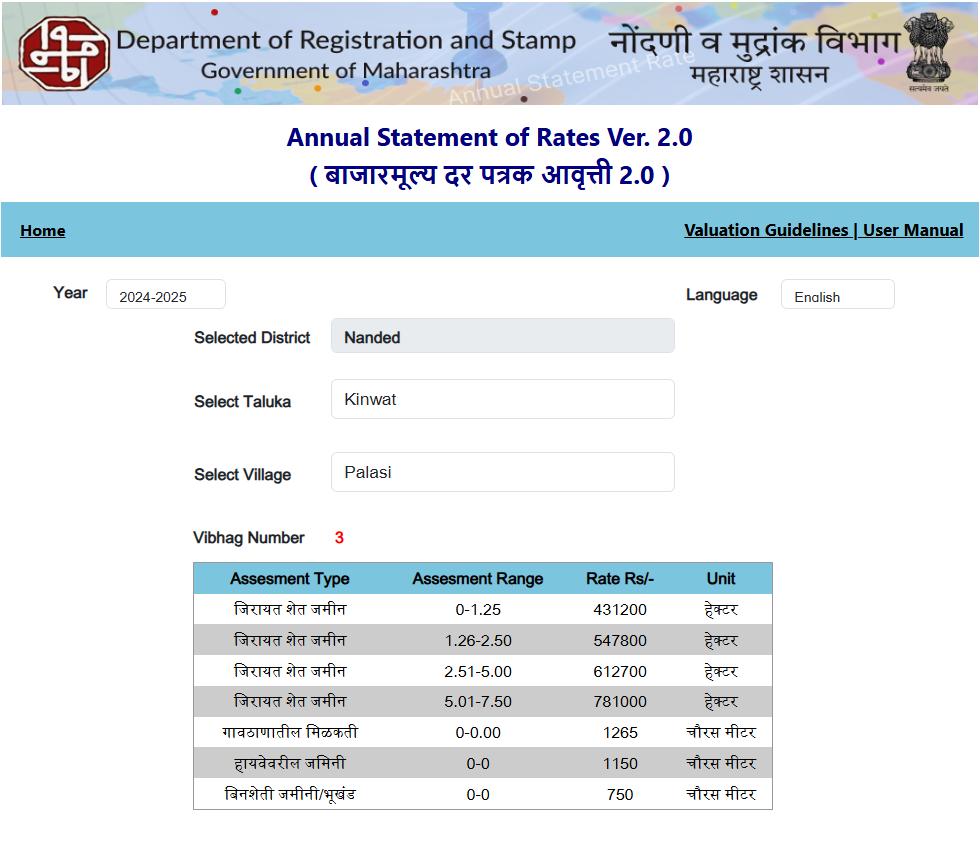 Department of Registration and Stamp
Government of Maharashtra
नोंदणी व मुद्रांक विभाग
महाराष्ट्र शासन
सत्यमेव जयते
Annual Statement Rate
Annual Statement of Rates Ver. 2.0
( बाजारमूल्य दर पत्रक आवृत्ती 2.0 )
Home Valuation Guidelines | User Manual
Year 2024-2025 Language English
Selected District Nanded
Select Taluka Kinwat
Select Village Palasi
Vibhag Number 3
Assesment Type Assesment Range Rate Rs/- Unit
जिरायत शेत जमीन 0-1.25 431200 हेक्टर
जिरायत शेत जमीन 1.26-2.50 547800 हेक्टर
जिरायत शेत जमीन 2.51-5.00 612700 हेक्टर
जिरायत शेत जमीन 5.01-7.50 781000 हेक्टर
गावठाणातील मिळकती 0-0.00 1265 चौरस मीटर
हायवेवरील जमिनी 0-0 1150 चौरस मीटर
बिनशेती जमीनी/भूखंड 0-0 750 चौरस मीटर